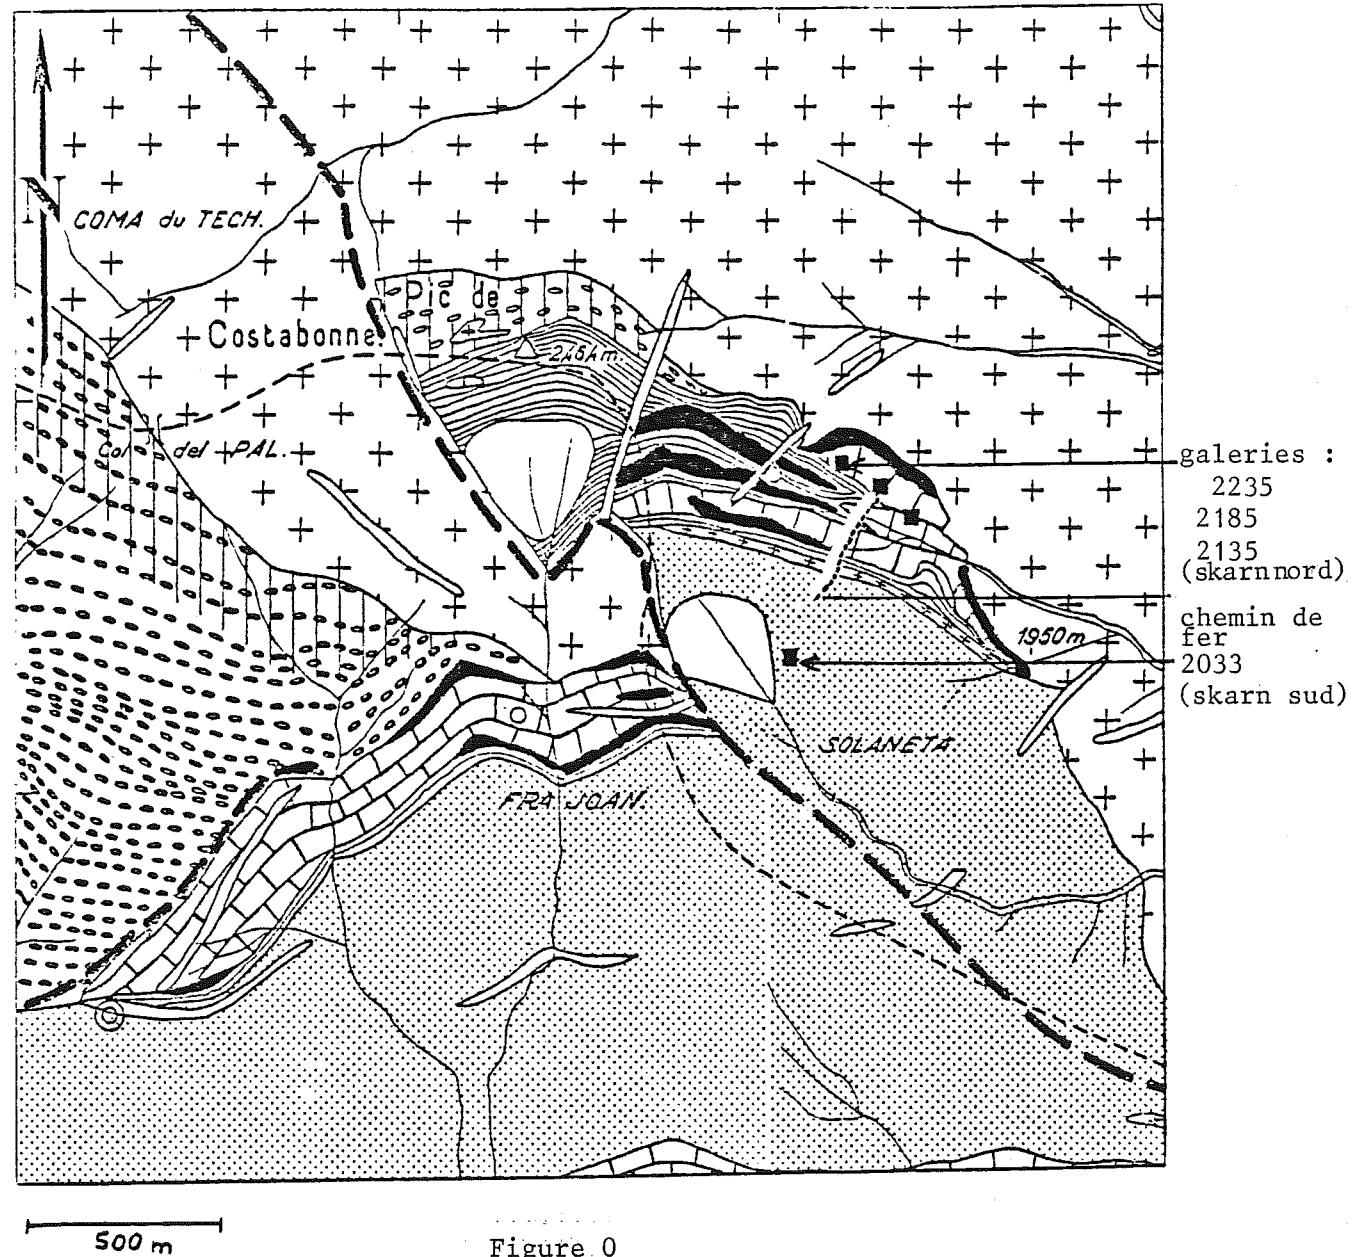 COMA du TECH.
Pic de
Costabonne
2464m.
Col del PAL.
galeries :
2235
2185
2135
(skarn nord)
chemin de
fer
1950m
2033
(skarn sud)
SOLANETA
FRA JOAN.
500 m
Figure 0